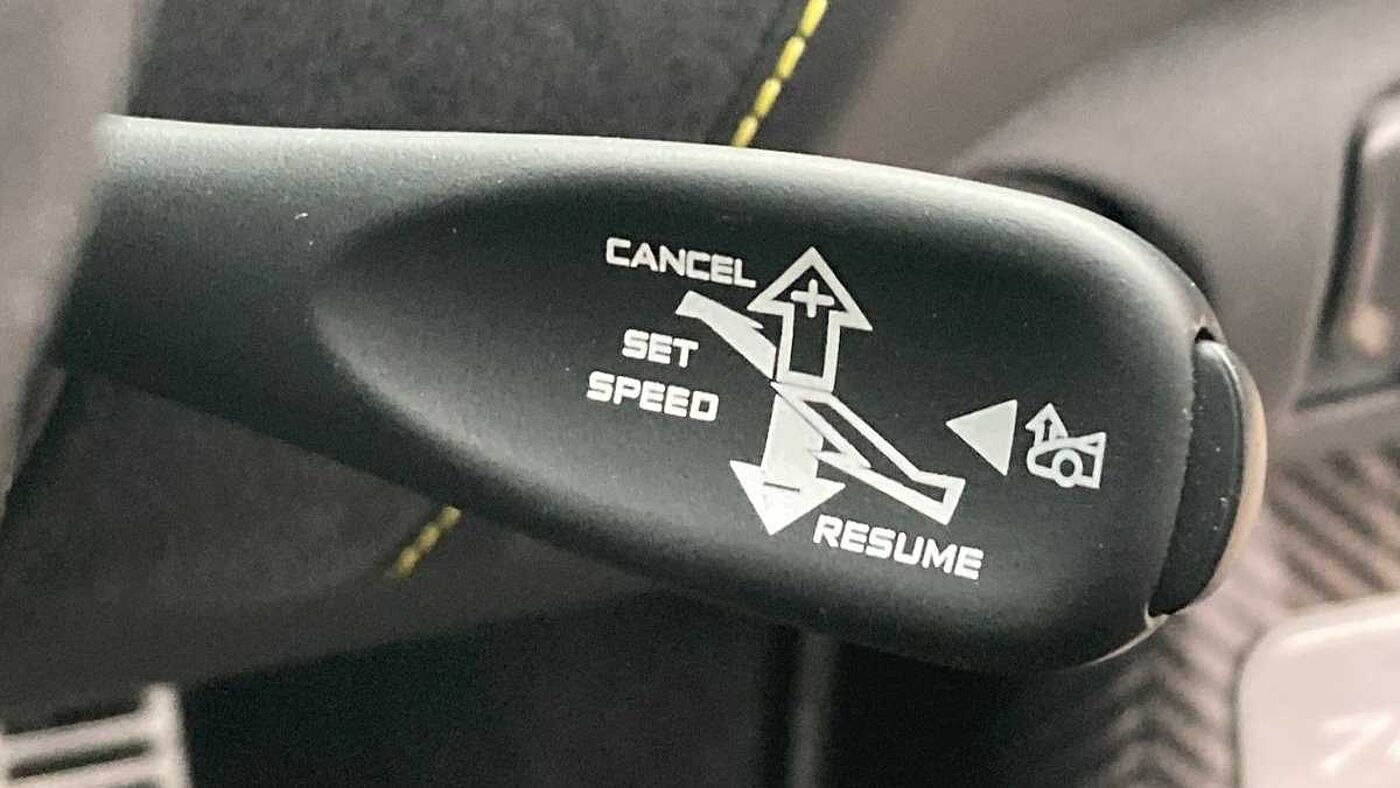 CANCEL
+
SET
SPEED
-
RESUME